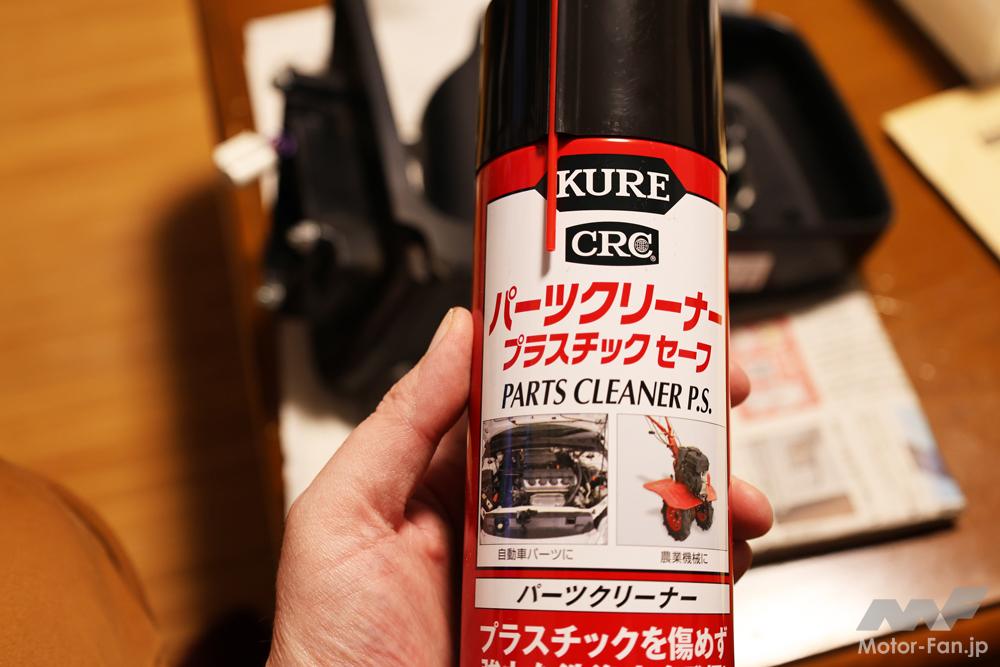 KURE
CRC
パーツクリーナー
プラスチックセーフ
PARTS CLEANER P.S.
自動車パーツに
農業機械に
パーツクリーナー
プラスチックを傷めず
Motor-Fan.jp